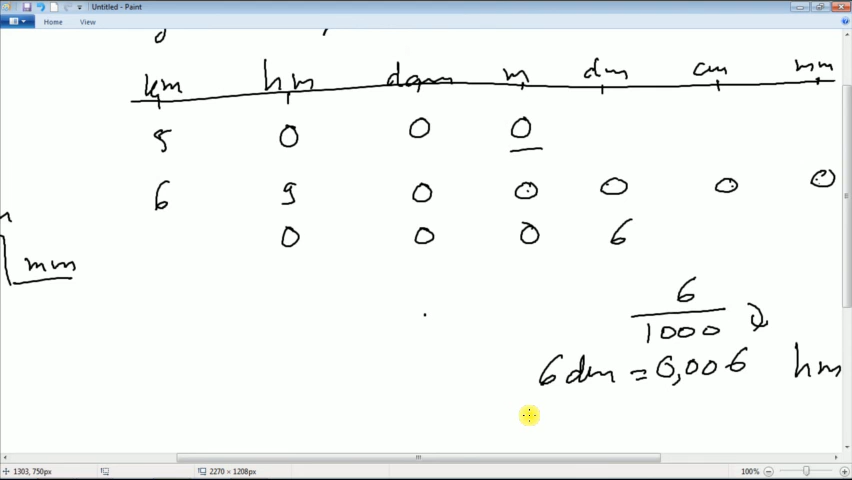 Untitled - Paint
Home View
km hm dam m dm cm mm
5 0 0 0
6 9 0 0 0 0 0
0 0 0 6
mm
6
1000
6 dm = 0,006 hm
1303, 750px 2270 × 1208px 100%